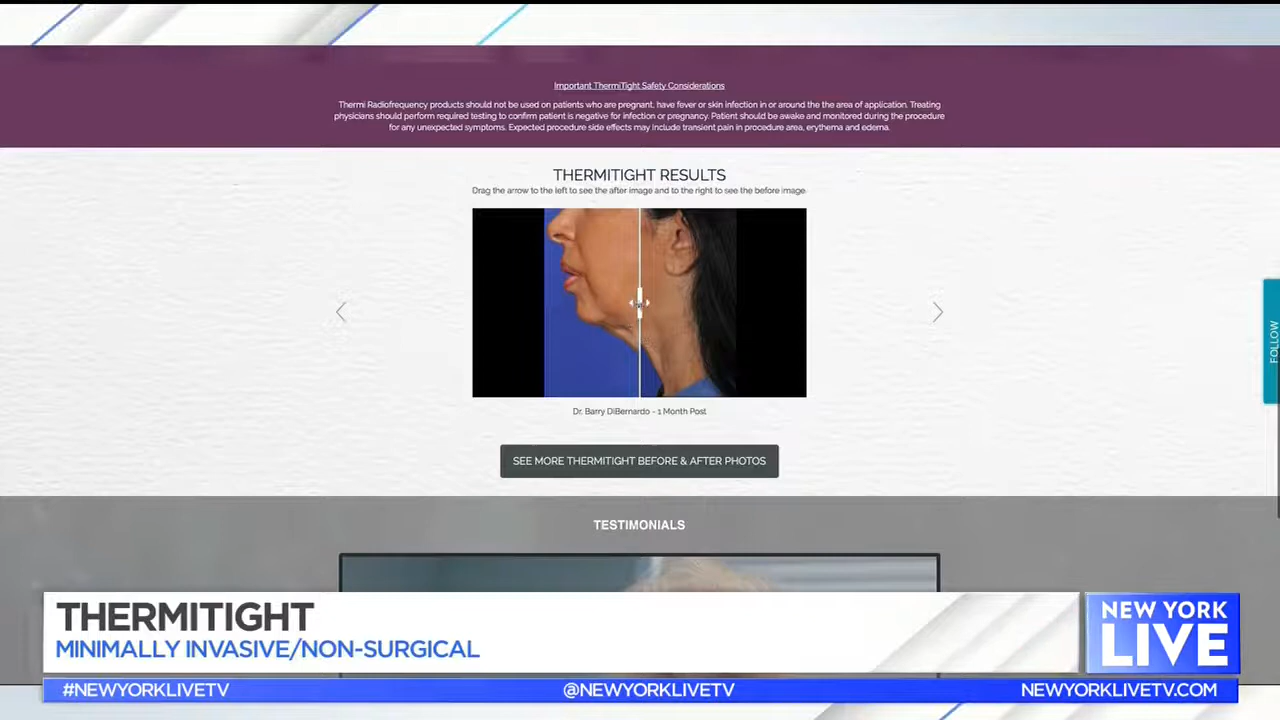 Important ThermiTight Safety Considerations
Thermi Radiofrequency products should not be used on patients who are pregnant, have fever or skin infection in or around the the area of application. Treating
physicians should perform required testing to confirm patient is negative for infection or pregnancy. Patient should be awake and monitored during the procedure
for any unexpected symptoms. Expected procedure side effects may include transient pain in procedure area, erythema and edema.
THERMITIGHT RESULTS
Drag the arrow to the left to see the after image and to the right to see the before image.
FOLLOW
Dr. Barry DiBernardo - 1 Month Post
SEE MORE THERMITIGHT BEFORE & AFTER PHOTOS
TESTIMONIALS
THERMITIGHT
MINIMALLY INVASIVE/NON-SURGICAL
NEW YORK
LIVE
#NEWYORKLIVETV
@NEWYORKLIVETV
NEWYORKLIVETV.COM